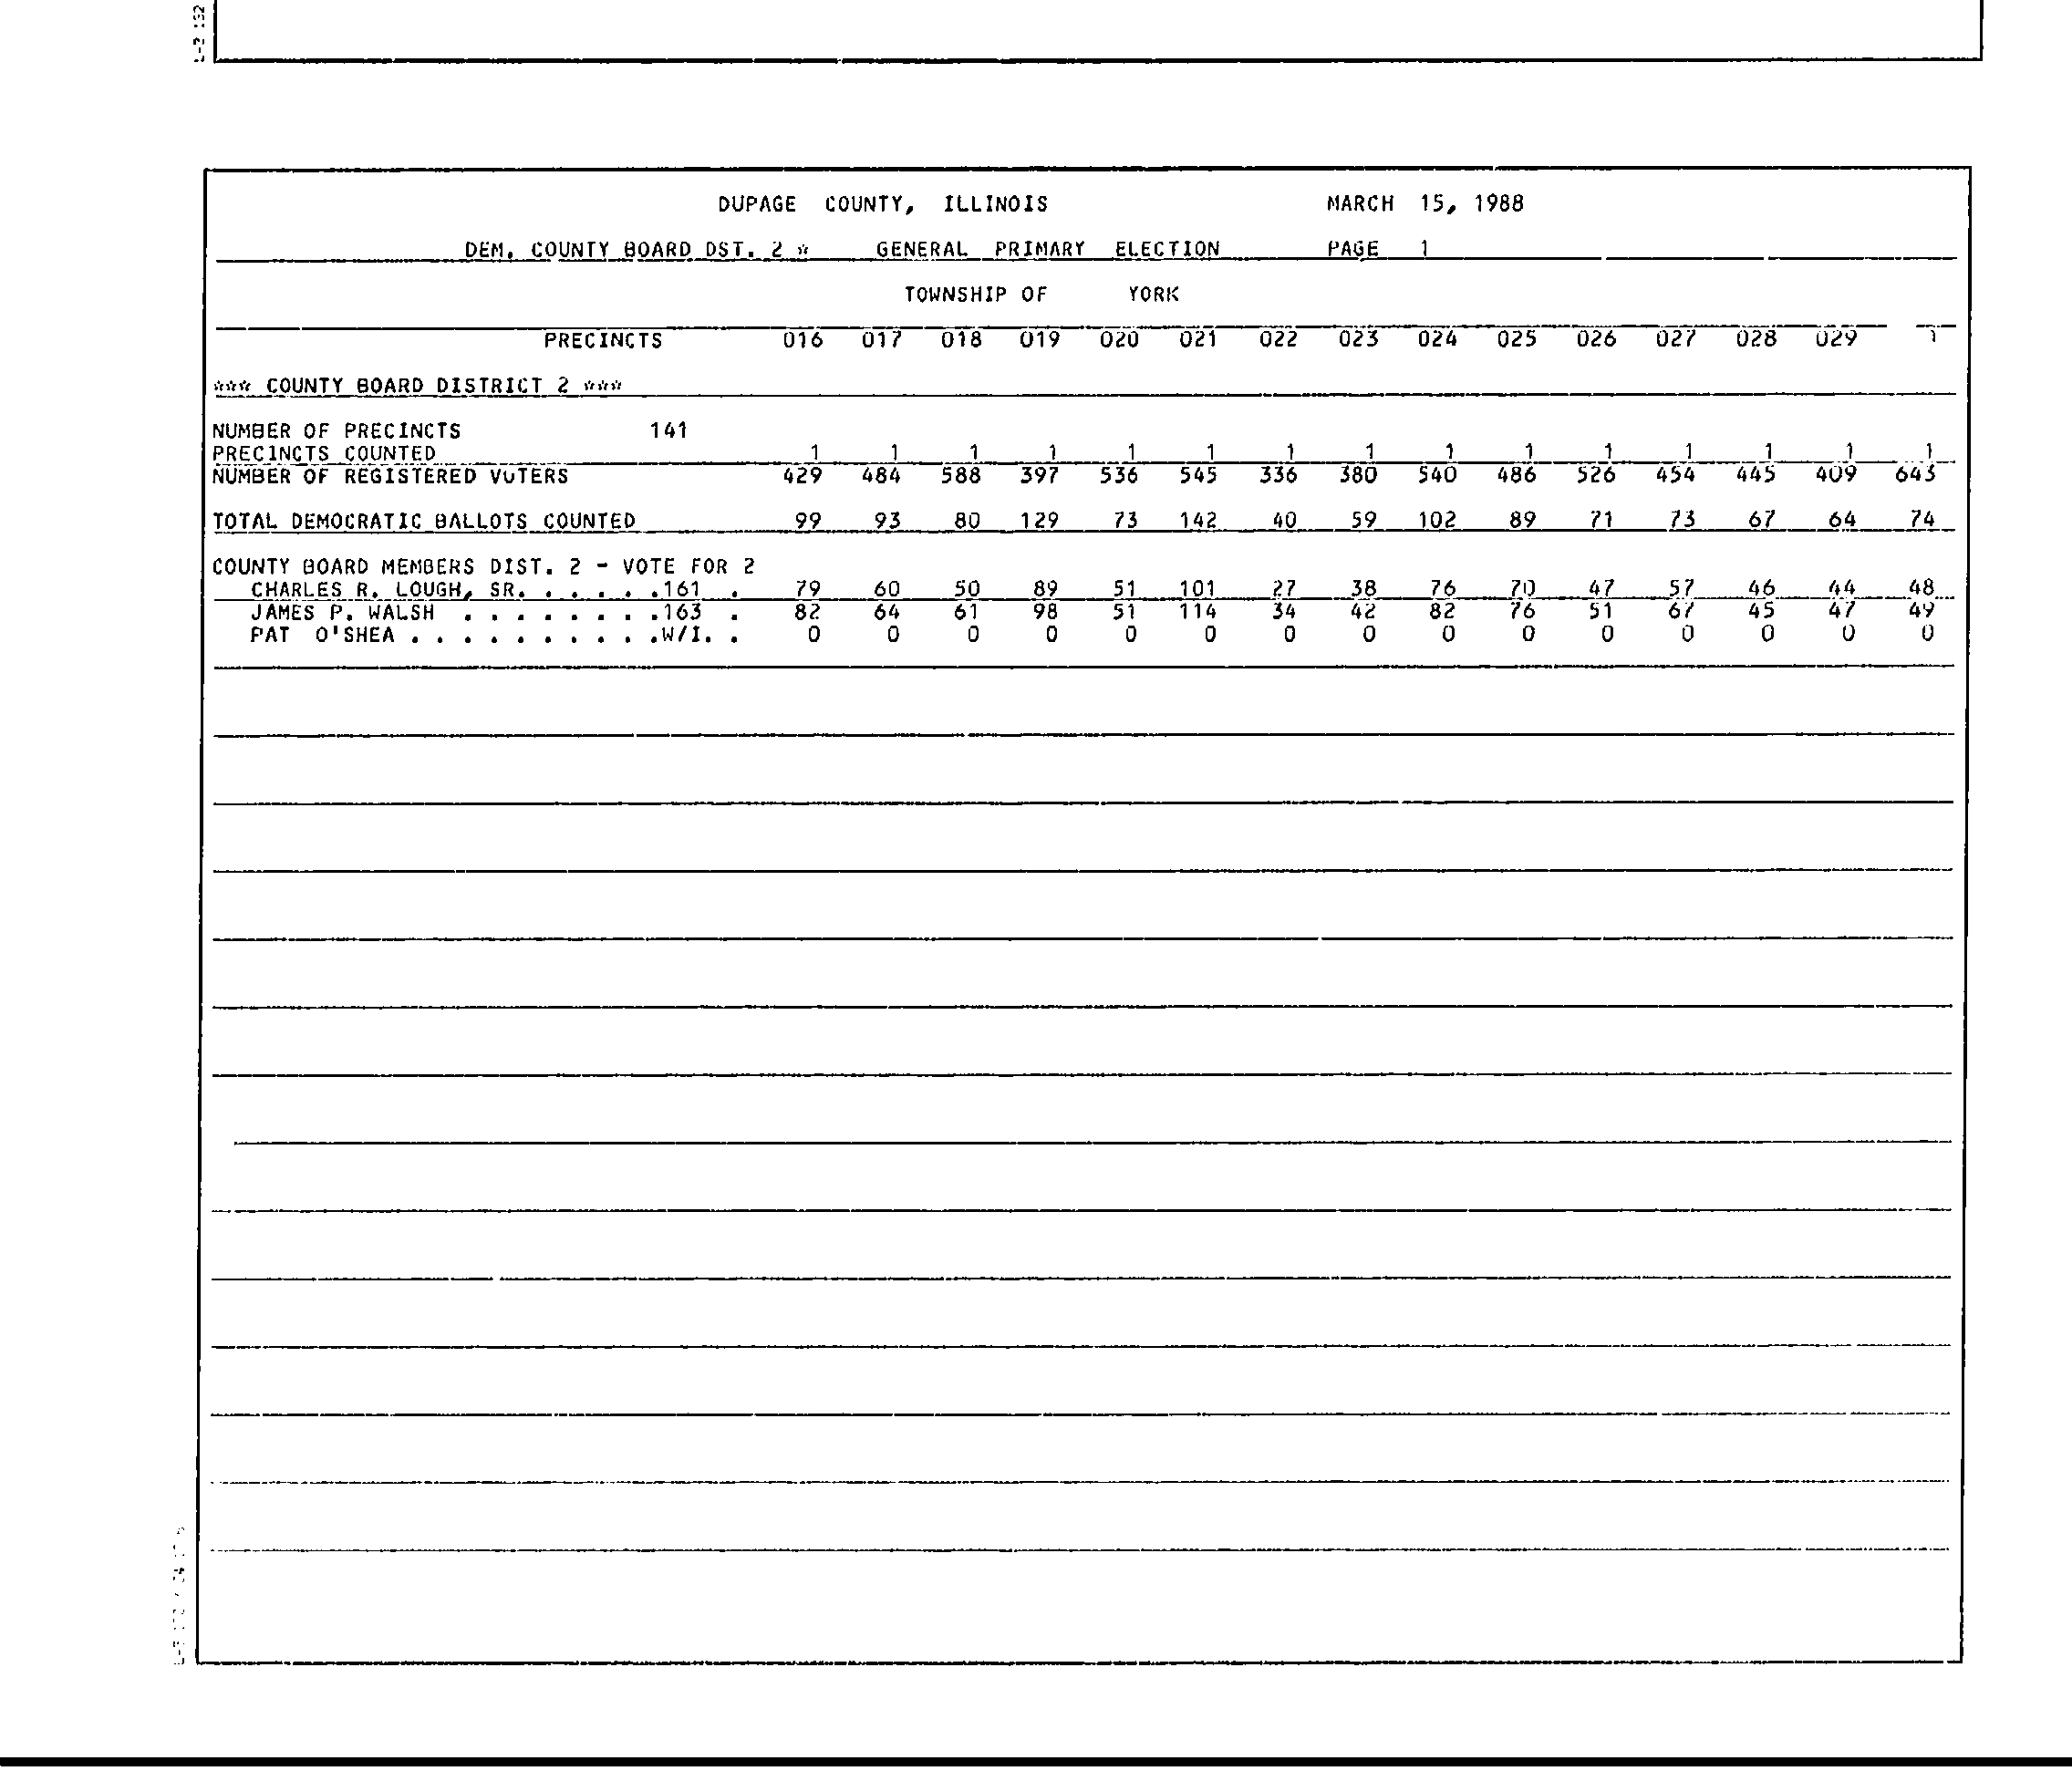 DUPAGE COUNTY, ILLINOIS MARCH 15, 1988
DEM. COUNTY BOARD DST. 2 * GENERAL PRIMARY ELECTION PAGE 1
TOWNSHIP OF YORK
PRECINCTS 016 017 018 019 020 021 022 023 024 025 026 027 028 029
*** COUNTY BOARD DISTRICT 2 ***
NUMBER OF PRECINCTS 141
PRECINCTS COUNTED 1 1 1 1 1 1 1 1 1 1 1 1 1 1 1
NUMBER OF REGISTERED VOTERS 429 484 588 397 536 545 336 380 540 486 526 454 445 409 643
TOTAL DEMOCRATIC BALLOTS COUNTED 99 93 80 129 73 142 40 59 102 89 71 73 67 64 74
COUNTY BOARD MEMBERS DIST. 2 - VOTE FOR 2
CHARLES R. LOUGH, SR. . . . . . .161 . 79 60 50 89 51 101 27 38 76 70 47 57 46 44 48
JAMES P. WALSH . . . . . . . .163 . 82 64 61 98 51 114 34 42 82 76 51 67 45 47 49
PAT O'SHEA . . . . . . . . . .W/I. . 0 0 0 0 0 0 0 0 0 0 0 0 0 0 0